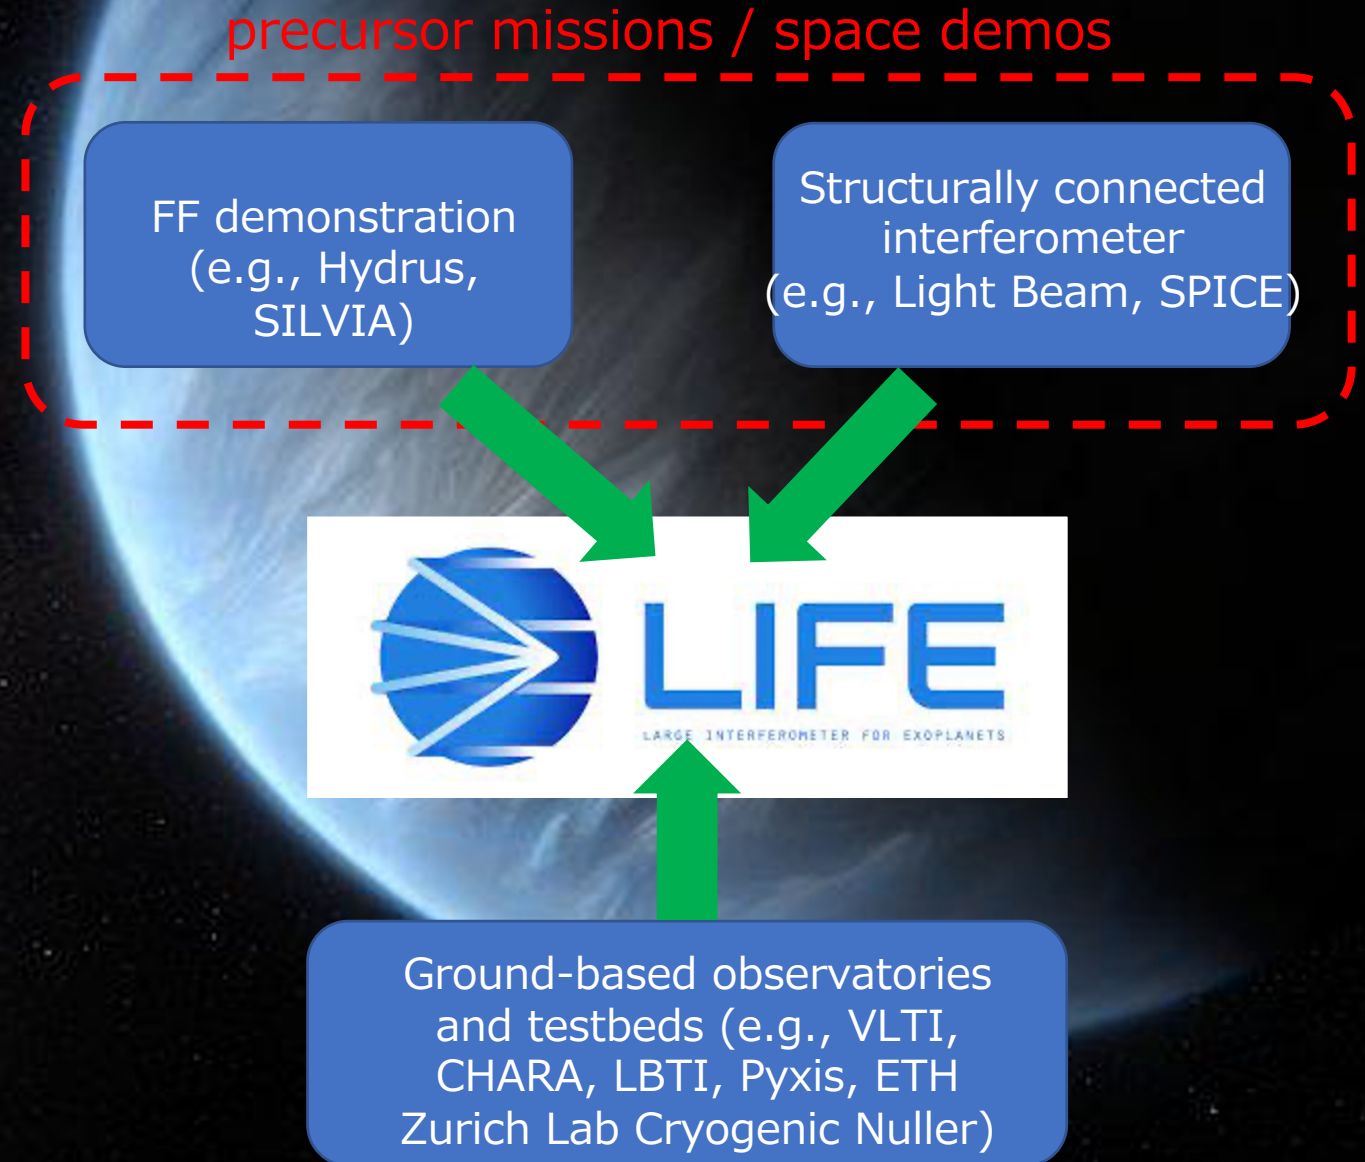 precursor missions / space demos
FF demonstration
(e.g., Hydrus,
SILVIA)
Structurally connected
interferometer
(e.g., Light Beam, SPICE)
LIFE
LARGE INTERFEROMETER FOR EXOPLANETS
Ground-based observatories
and testbeds (e.g., VLTI,
CHARA, LBTI, Pyxis, ETH
Zurich Lab Cryogenic Nuller)